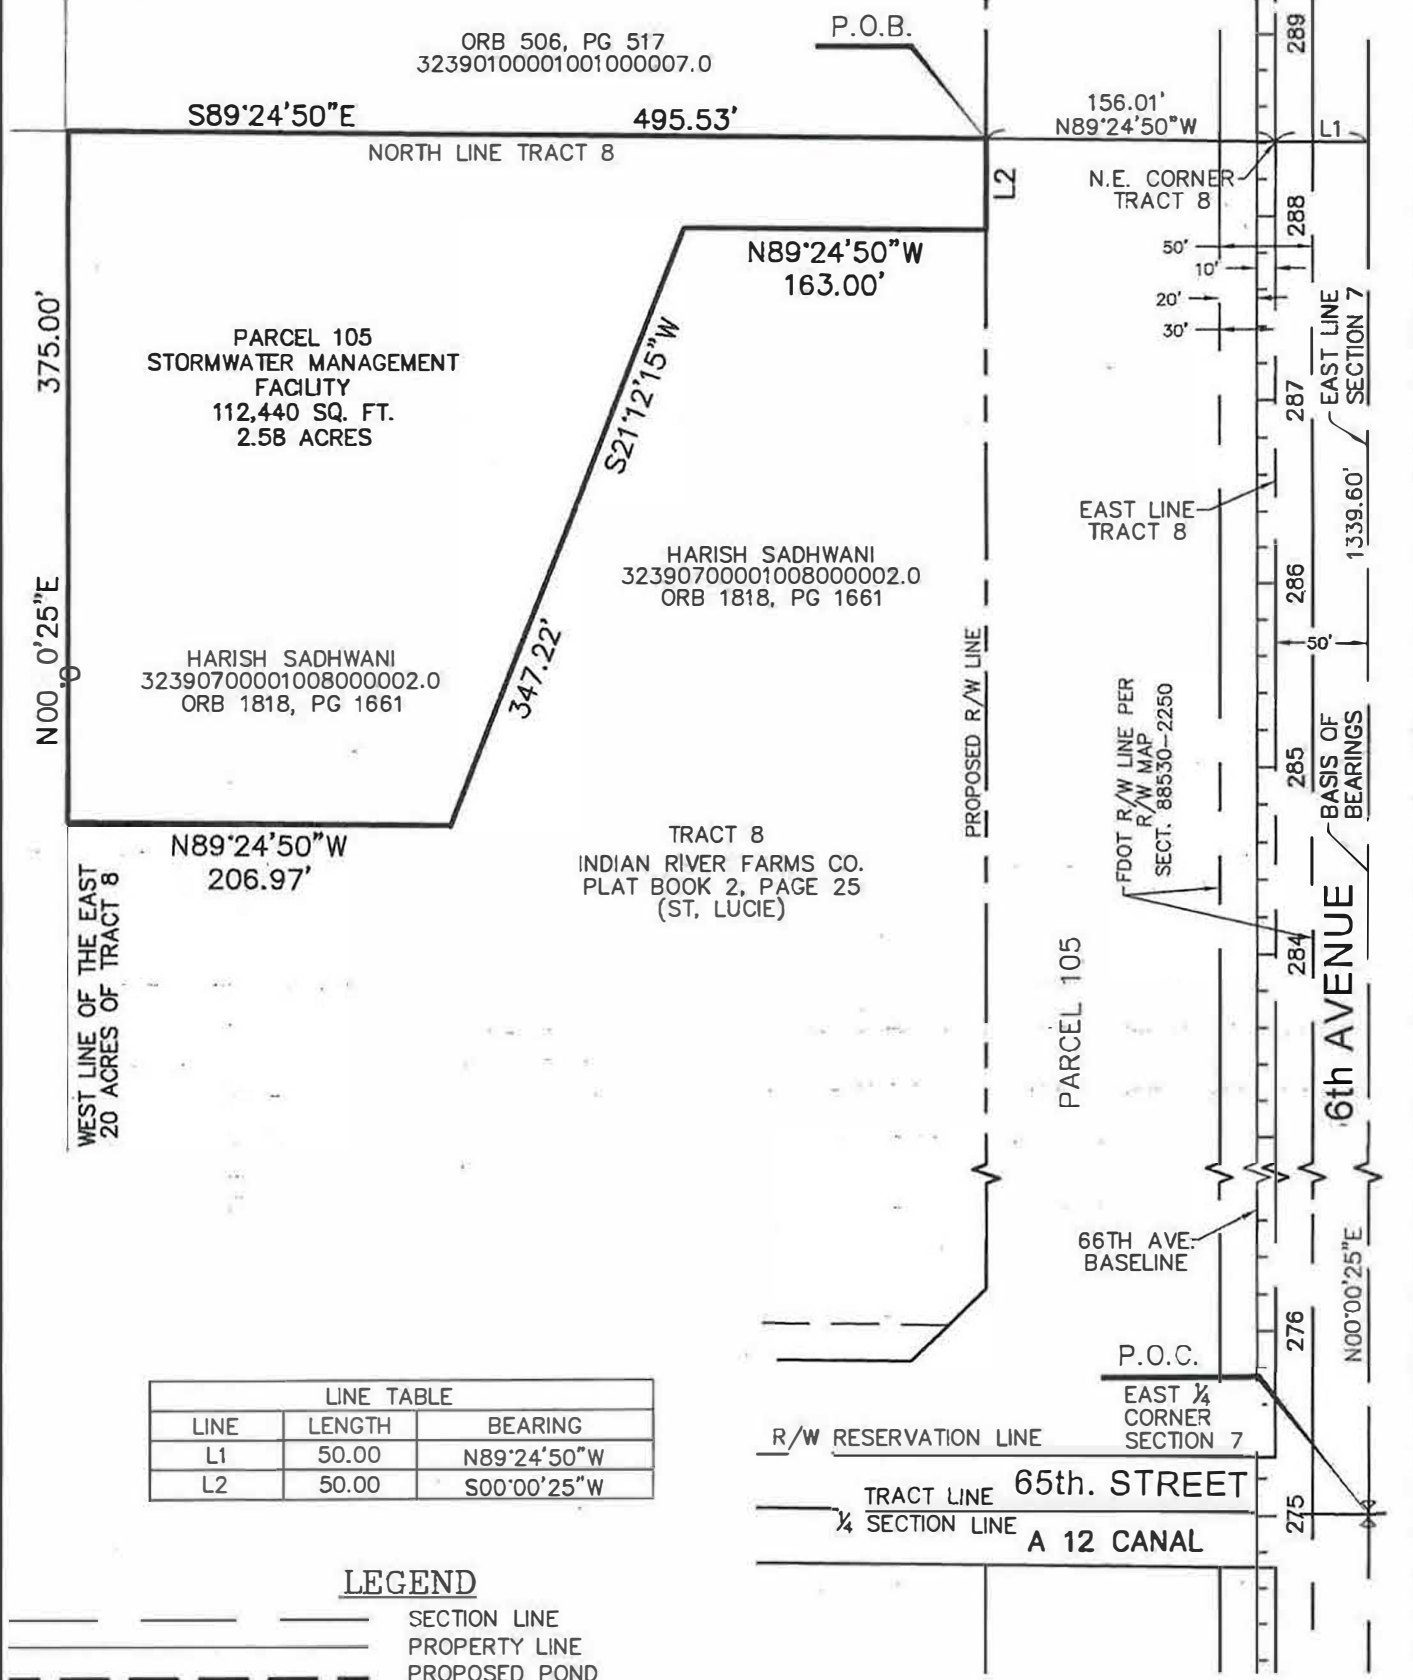 P.O.B.
ORB 506, PG 517
32390100001001000007.0
S89°24'50"E
495.53'
156.01'
N89°24'50"W
L1
NORTH LINE TRACT 8
L2
N.E. CORNER
TRACT 8
289
288
287
286
285
284
276
275
50'
10'
20'
30'
N89°24'50"W
163.00'
375.00'
N00°0'25"E
PARCEL 105
STORMWATER MANAGEMENT
FACILITY
112,440 SQ. FT.
2.58 ACRES
S21°12'15"W
347.22'
EAST LINE
SECTION 7
1339.60'
EAST LINE
TRACT 8
HARISH SADHWANI
32390700001008000002.0
ORB 1818, PG 1661
HARISH SADHWANI
32390700001008000002.0
ORB 1818, PG 1661
50'
PROPOSED R/W LINE
FDOT R/W LINE PER
R/W MAP
SECT. 88530-2250
BASIS OF
BEARINGS
N89°24'50"W
206.97'
TRACT 8
INDIAN RIVER FARMS CO.
PLAT BOOK 2, PAGE 25
(ST, LUCIE)
WEST LINE OF THE EAST
20 ACRES OF TRACT 8
PARCEL 105
6th AVENUE
66TH AVE.
BASELINE
N00°00'25"E
P.O.C.
EAST ¼
CORNER
SECTION 7
R/W RESERVATION LINE
65th. STREET
TRACT LINE
¼ SECTION LINE
A 12 CANAL
LINE TABLE
LINE LENGTH BEARING
L1 50.00 N89°24'50"W
L2 50.00 S00°00'25"W
LEGEND
SECTION LINE
PROPERTY LINE
PROPOSED POND